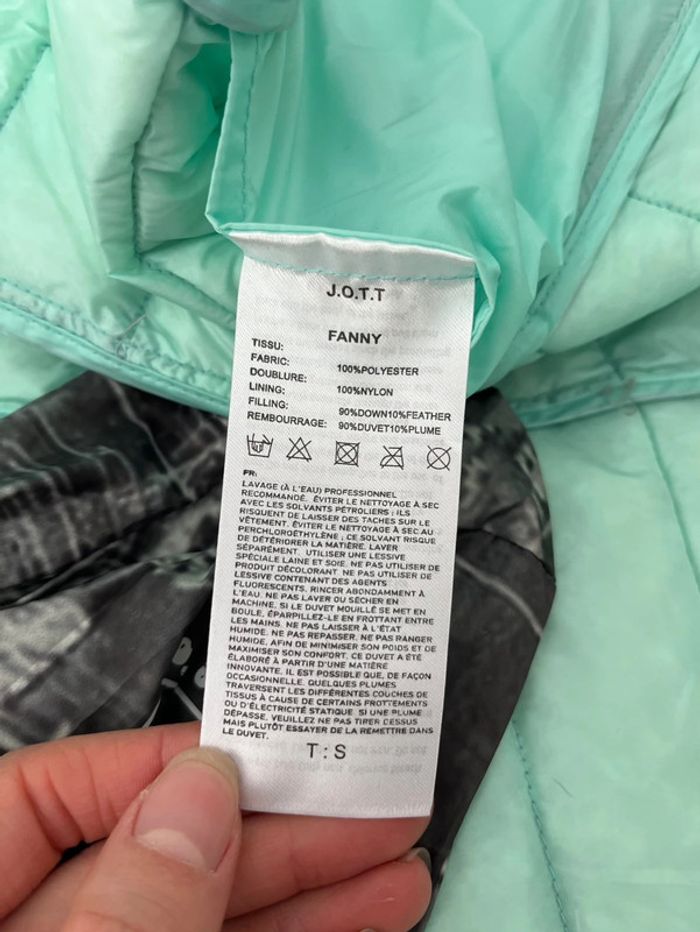 J.O.T.T
FANNY
TISSU:
FABRIC: 100%POLYESTER
DOUBLURE:
LINING: 100%NYLON
FILLING: 90%DOWN10%FEATHER
REMBOURRAGE: 90%DUVET10%PLUME
FR:
LAVAGE (À L'EAU) PROFESSIONNEL
RECOMMANDÉ. ÉVITER LE NETTOYAGE À SEC
AVEC LES SOLVANTS PÉTROLIERS ; ILS
RISQUENT DE LAISSER DES TACHES SUR LE
VÊTEMENT. ÉVITER LE NETTOYAGE À SEC AU
PERCHLOROÉTHYLÈNE ; CE SOLVANT RISQUE
DE DÉTÉRIORER LA MATIÈRE. LAVER
SÉPARÉMENT. UTILISER UNE LESSIVE
SPÉCIALE LAINE ET SOIE. NE PAS UTILISER DE
PRODUIT DÉCOLORANT. NE PAS UTILISER DE
LESSIVE CONTENANT DES AGENTS
FLUORESCENTS. RINCER ABONDAMMENT À
L'EAU. NE PAS LAVER OU SÉCHER EN
MACHINE. SI LE DUVET MOUILLÉ SE MET EN
BOULE, ÉPARPILLEZ-LE EN FROTTANT ENTRE
LES MAINS. NE PAS LAISSER À L'ÉTAT
HUMIDE. NE PAS REPASSER. NE PAS RANGER
HUMIDE, AFIN DE MINIMISER SON POIDS ET DE
MAXIMISER SON CONFORT, CE DUVET A ÉTÉ
ÉLABORÉ À PARTIR D'UNE MATIÈRE
INNOVANTE. IL EST POSSIBLE QUE, DE FAÇON
OCCASIONNELLE, QUELQUES PLUMES
TRAVERSENT LES DIFFÉRENTES COUCHES DE
TISSUS À CAUSE DE CERTAINS FROTTEMENTS
OU D'ÉLECTRICITÉ STATIQUE. SI UNE PLUME
DÉPASSE, VEUILLEZ NE PAS TIRER DESSUS
MAIS PLUTÔT ESSAYER DE LA REMETTRE DANS
LE DUVET.
T : S